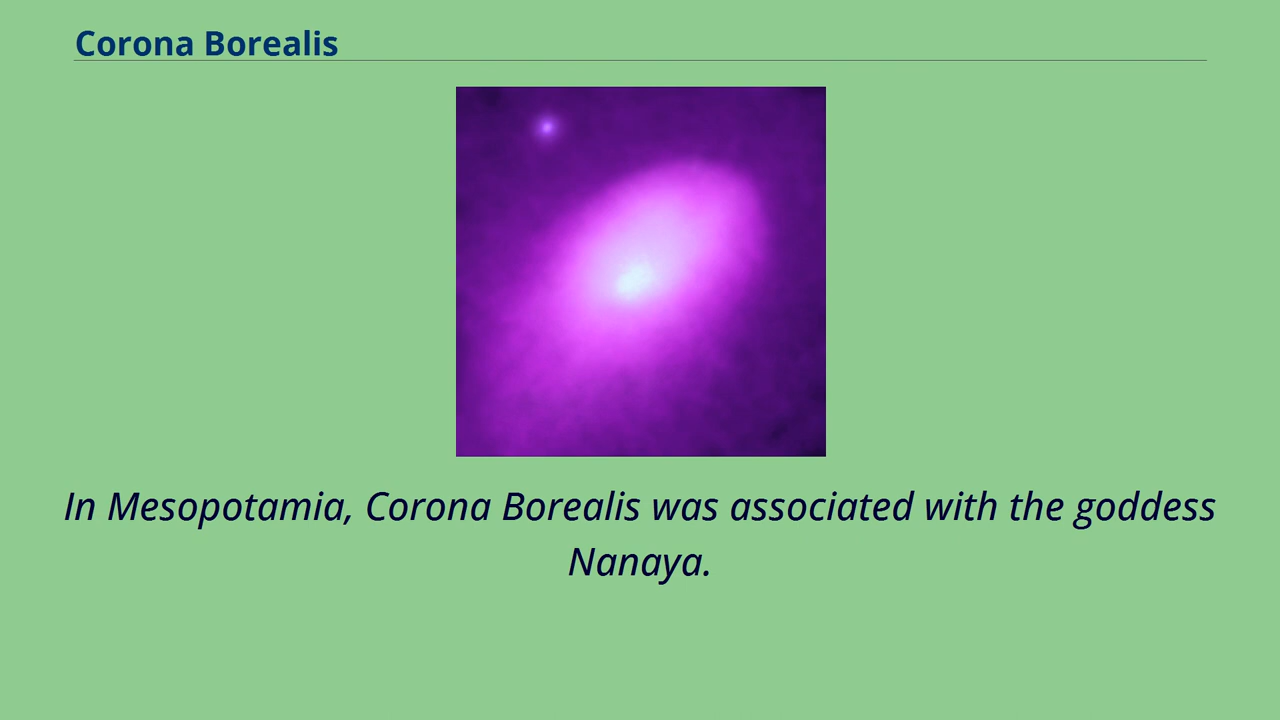 Corona Borealis
In Mesopotamia, Corona Borealis was associated with the goddess
Nanaya.